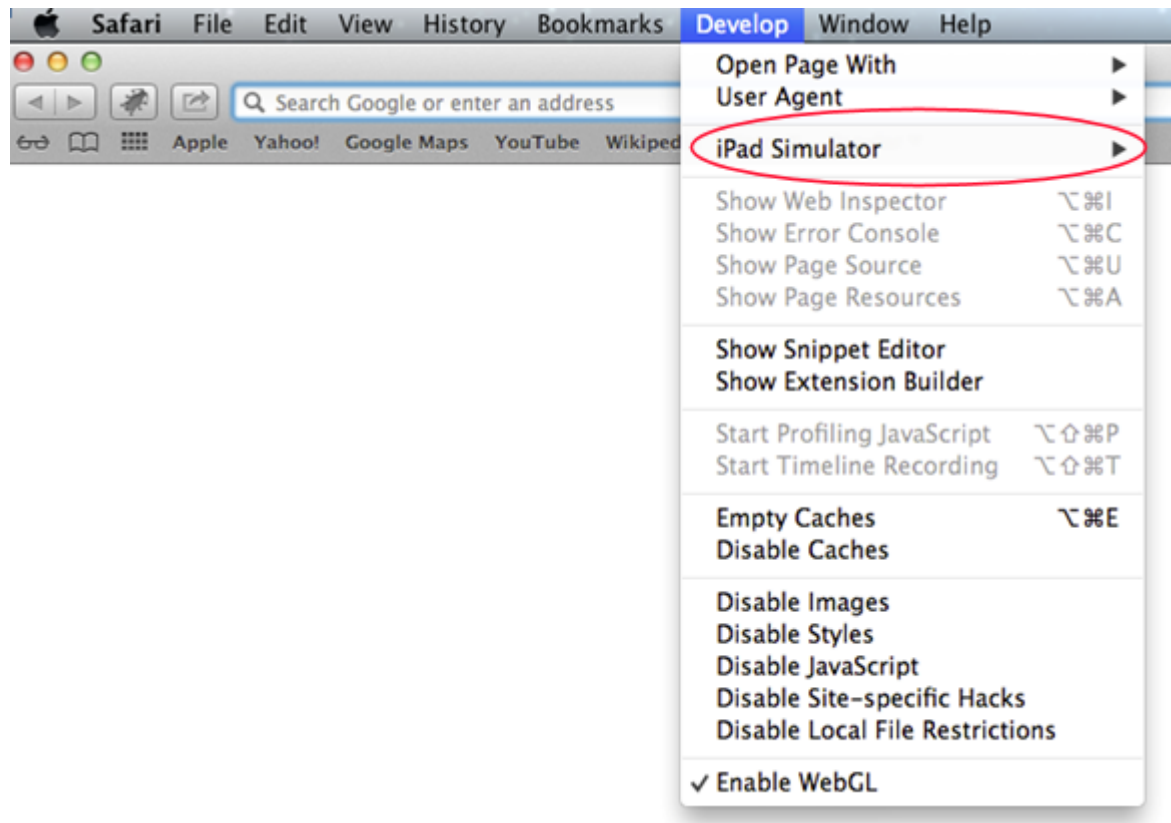 Safari File Edit View History Bookmarks Develop Window Help
Search Google or enter an address
Apple Yahoo! Google Maps YouTube Wikiped
Open Page With ▶
User Agent ▶
iPad Simulator ▶
Show Web Inspector ⌥⌘I
Show Error Console ⌥⌘C
Show Page Source ⌥⌘U
Show Page Resources ⌥⌘A
Show Snippet Editor
Show Extension Builder
Start Profiling JavaScript ⌥⇧⌘P
Start Timeline Recording ⌥⇧⌘T
Empty Caches ⌥⌘E
Disable Caches
Disable Images
Disable Styles
Disable JavaScript
Disable Site-specific Hacks
Disable Local File Restrictions
✓ Enable WebGL